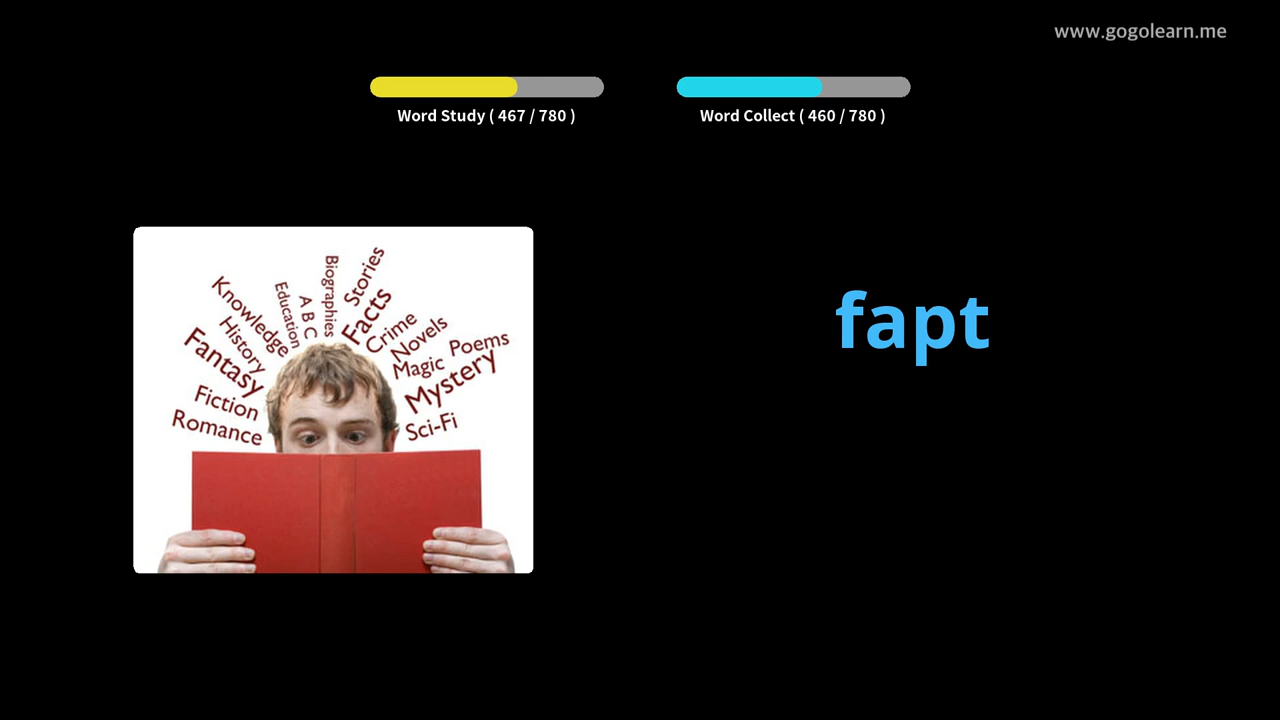 www.gogolearn.me
Word Study ( 467 / 780 )
Word Collect ( 460 / 780 )
fapt
Romance
Fiction
Fantasy
History
Knowledge
Education
A B C
Biographies
Stories
Facts
Crime
Novels
Magic
Poems
Mystery
Sci-Fi